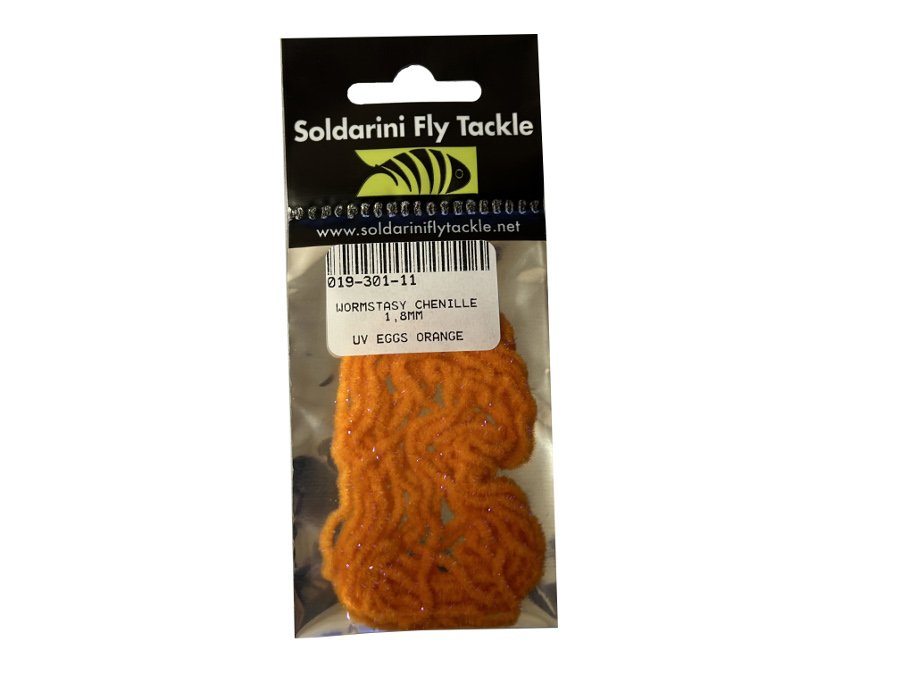 Soldarini Fly Tackle
www.soldariniflytackle.net
019-301-11
WORMSTASY CHENILLE
1,8MM
UV EGGS ORANGE